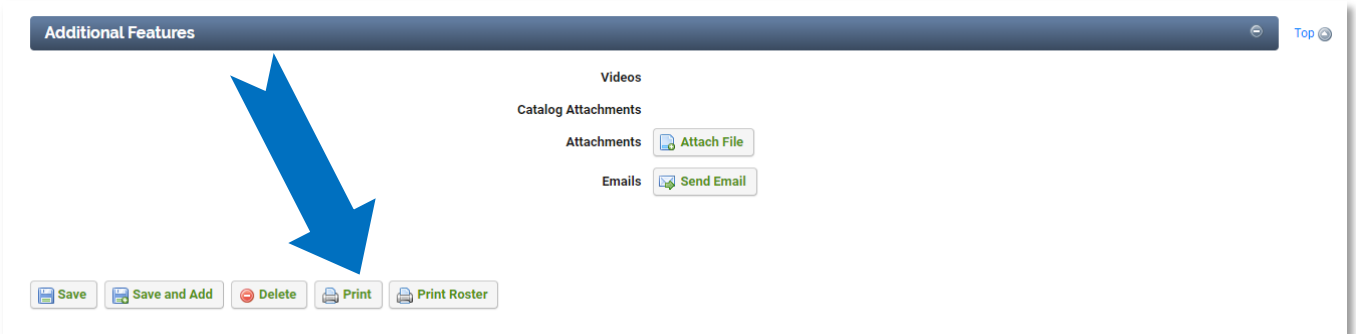 Additional Features
Top
Videos
Catalog Attachments
Attachments Attach File
Emails Send Email
Save Save and Add Delete Print Print Roster